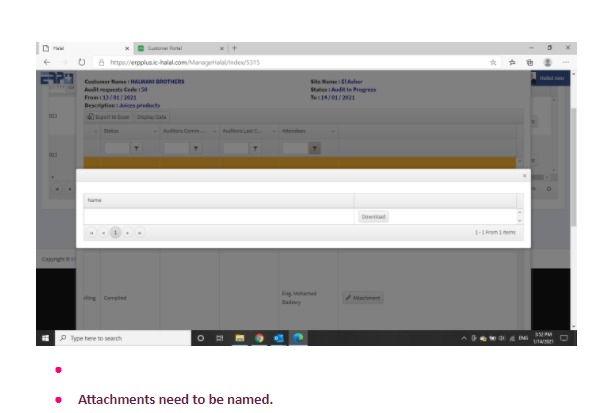 Halal
Customer Portal
https://erpplus.ic-halal.com/ManageHalal/Index/5315
Customer Name : HALWANI BROTHERS
Site Name : El Asher
Audit requests Code : 50
Status : Audit In Progress
From : 13 / 01 / 2021
To : 14 / 01 / 2021
Description : Juices products
Export to Excel Display Data
Status Auditors Comm... Auditors Last C... Attendees
Name
Download
1
1 - 1 From 1 items
Copyright ©
Complied
Eng. Mohamed
Attachment
Type here to search
ENG
3:52 PM
1/14/2021
Attachments need to be named.